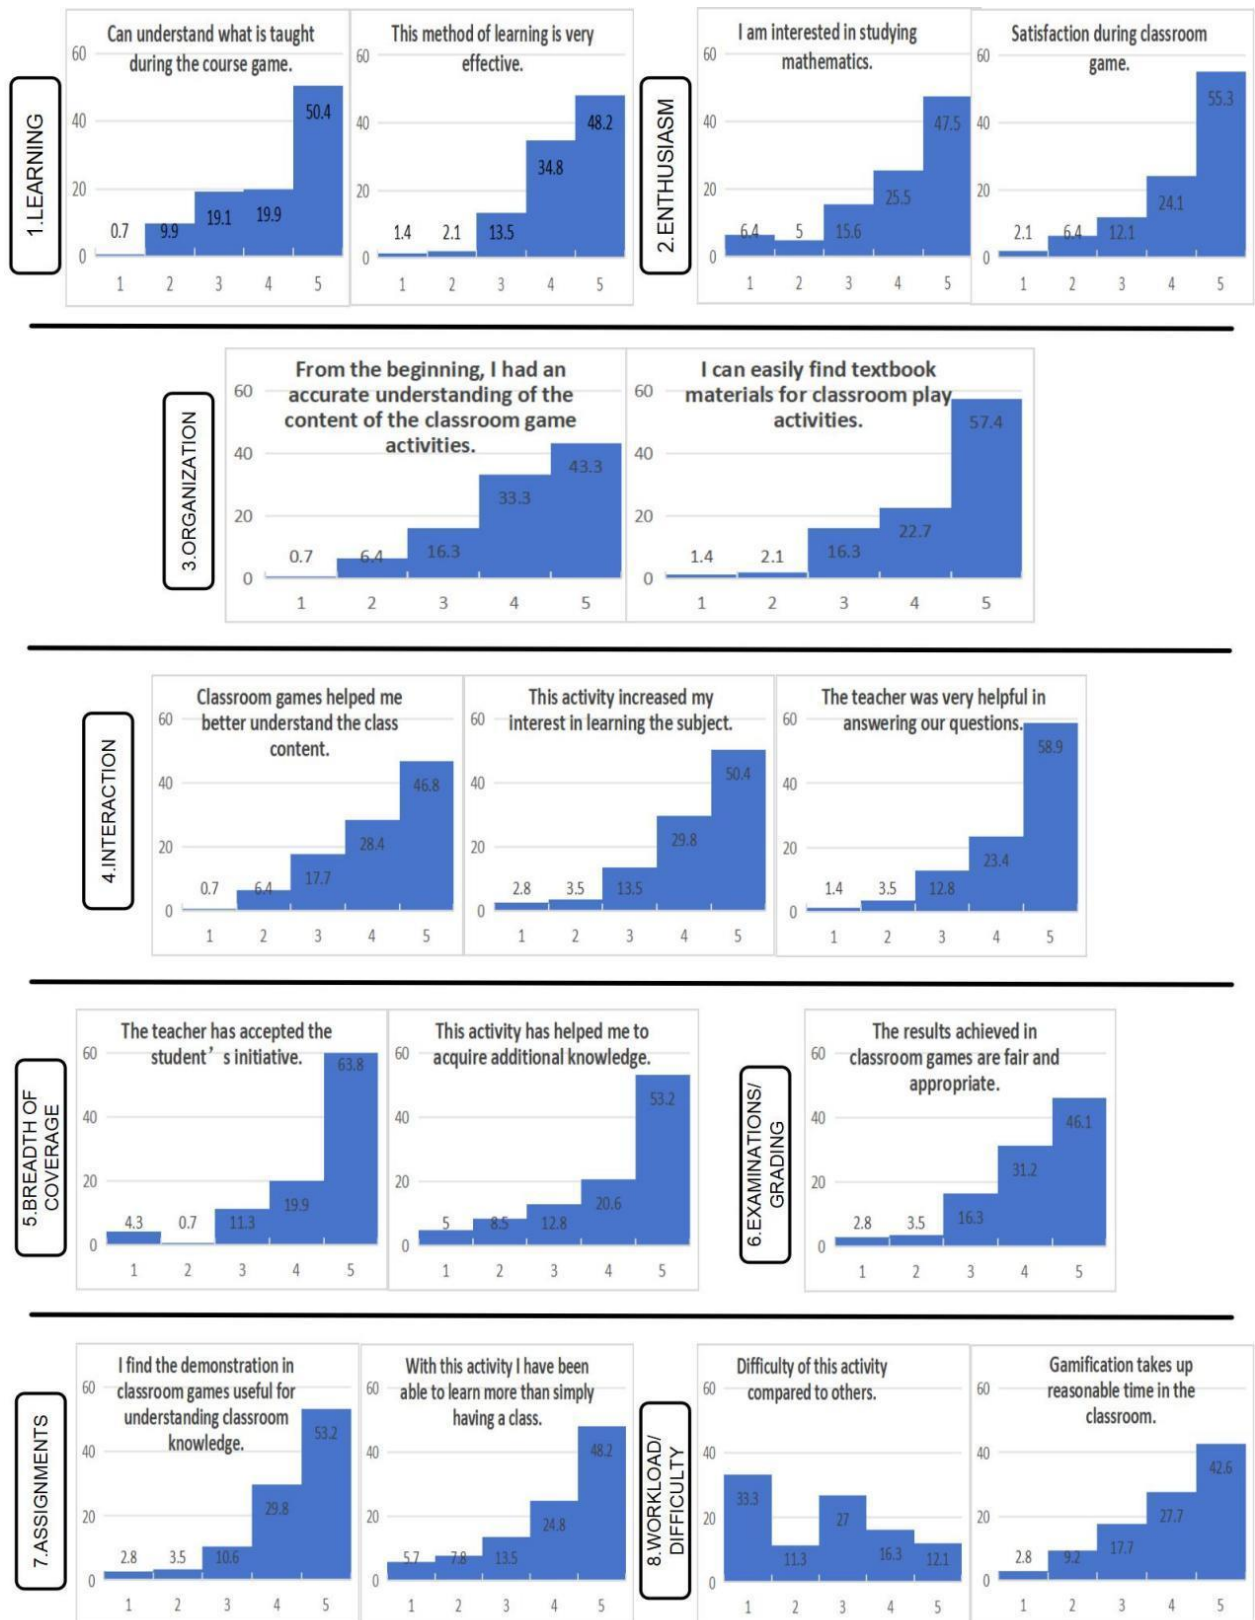 1.LEARNING
Can understand what is taught
during the course game.
60
40
20
0
0.7
9.9
19.1
19.9
50.4
1 2 3 4 5
This method of learning is very
effective.
60
40
20
0
1.4
2.1
13.5
34.8
48.2
1 2 3 4 5
2.ENTHUSIASM
I am interested in studying
mathematics.
60
40
20
0
6.4
5
15.6
25.5
47.5
1 2 3 4 5
Satisfaction during classroom
game.
60
40
20
0
2.1
6.4
12.1
24.1
55.3
1 2 3 4 5
3.ORGANIZATION
From the beginning, I had an
accurate understanding of the
content of the classroom game
activities.
60
40
20
0
0.7
6.4
16.3
33.3
43.3
1 2 3 4 5
I can easily find textbook
materials for classroom play
activities.
60
40
20
0
1.4
2.1
16.3
22.7
57.4
1 2 3 4 5
4.INTERACTION
Classroom games helped me
better understand the class
content.
60
40
20
0
0.7
6.4
17.7
28.4
46.8
1 2 3 4 5
This activity increased my
interest in learning the subject.
60
40
20
0
2.8
3.5
13.5
29.8
50.4
1 2 3 4 5
The teacher was very helpful in
answering our questions.
60
40
20
0
1.4
3.5
12.8
23.4
58.9
1 2 3 4 5
5.BREADTH OF
COVERAGE
The teacher has accepted the
student’s initiative.
60
40
20
0
4.3
0.7
11.3
19.9
63.8
1 2 3 4 5
This activity has helped me to
acquire additional knowledge.
60
40
20
0
5
8.5
12.8
20.6
53.2
1 2 3 4 5
6.EXAMINATIONS/
GRADING
The results achieved in
classroom games are fair and
appropriate.
60
40
20
0
2.8
3.5
16.3
31.2
46.1
1 2 3 4 5
7.ASSIGNMENTS
I find the demonstration in
classroom games useful for
understanding classroom
knowledge.
60
40
20
0
2.8
3.5
10.6
29.8
53.2
1 2 3 4 5
With this activity I have been
able to learn more than simply
having a class.
60
40
20
0
5.7
7.8
13.5
24.8
48.2
1 2 3 4 5
8.WORKLOAD/
DIFFICULTY
Difficulty of this activity
compared to others.
60
40
20
0
33.3
11.3
27
16.3
12.1
1 2 3 4 5
Gamification takes up
reasonable time in the
classroom.
60
40
20
0
2.8
9.2
17.7
27.7
42.6
1 2 3 4 5